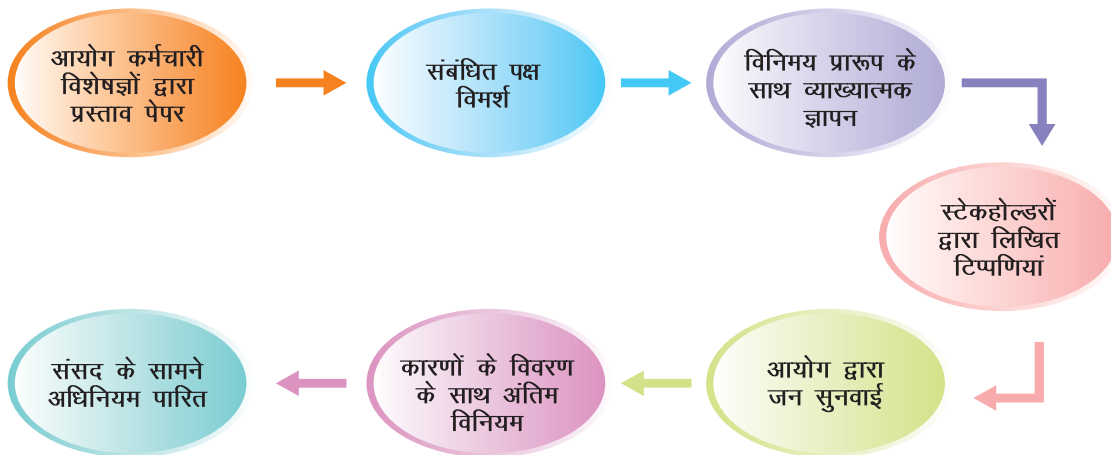 आयोग कर्मचारी
विशेषज्ञों द्वारा
प्रस्ताव पेपर
संबंधित पक्ष
विमर्श
विनिमय प्रारूप के
साथ व्याख्यात्मक
ज्ञापन
स्टेकहोल्डरों
द्वारा लिखित
टिप्पणियां
आयोग द्वारा
जन सुनवाई
कारणों के विवरण
के साथ अंतिम
विनियम
संसद के सामने
अधिनियम पारित